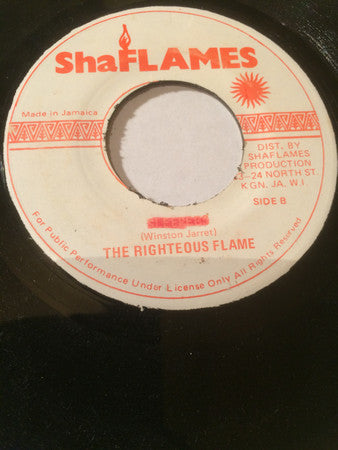 ShaFLAMES
Made in Jamaica
DIST. BY
SHAFLAMES
PRODUCTION
3-24 NORTH ST.
KGN. JA. W.I.
SIDE B
(Winston Jarret)
THE RIGHTEOUS FLAME
For Public Performance Under License Only All Rights Reserved